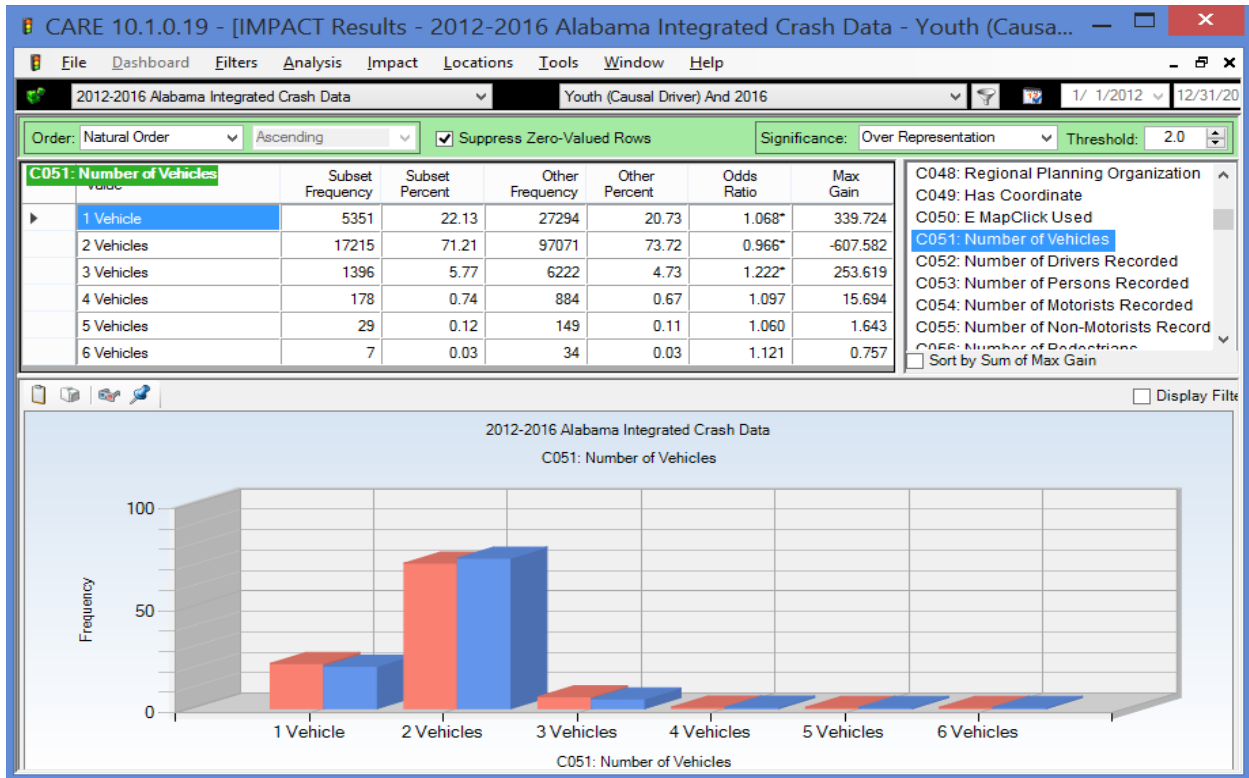 CARE 10.1.0.19 - [IMPACT Results - 2012-2016 Alabama Integrated Crash Data - Youth (Causa...
File Dashboard Filters Analysis Impact Locations Tools Window Help
2012-2016 Alabama Integrated Crash Data Youth (Causal Driver) And 2016 1/ 1/2012 12/31/20
Order: Natural Order Ascending Suppress Zero-Valued Rows Significance: Over Representation Threshold: 2.0
C051: Number of Vehicles
Value Subset Frequency Subset Percent Other Frequency Other Percent Odds Ratio Max Gain
1 Vehicle 5351 22.13 27294 20.73 1.068* 339.724
2 Vehicles 17215 71.21 97071 73.72 0.966* -607.582
3 Vehicles 1396 5.77 6222 4.73 1.222* 253.619
4 Vehicles 178 0.74 884 0.67 1.097 15.694
5 Vehicles 29 0.12 149 0.11 1.060 1.643
6 Vehicles 7 0.03 34 0.03 1.121 0.757
C048: Regional Planning Organization
C049: Has Coordinate
C050: E MapClick Used
C051: Number of Vehicles
C052: Number of Drivers Recorded
C053: Number of Persons Recorded
C054: Number of Motorists Recorded
C055: Number of Non-Motorists Record
C056: Number of Pedestrians
Sort by Sum of Max Gain
Display Filte
2012-2016 Alabama Integrated Crash Data
C051: Number of Vehicles
100
50
0
Frequency
1 Vehicle 2 Vehicles 3 Vehicles 4 Vehicles 5 Vehicles 6 Vehicles
C051: Number of Vehicles